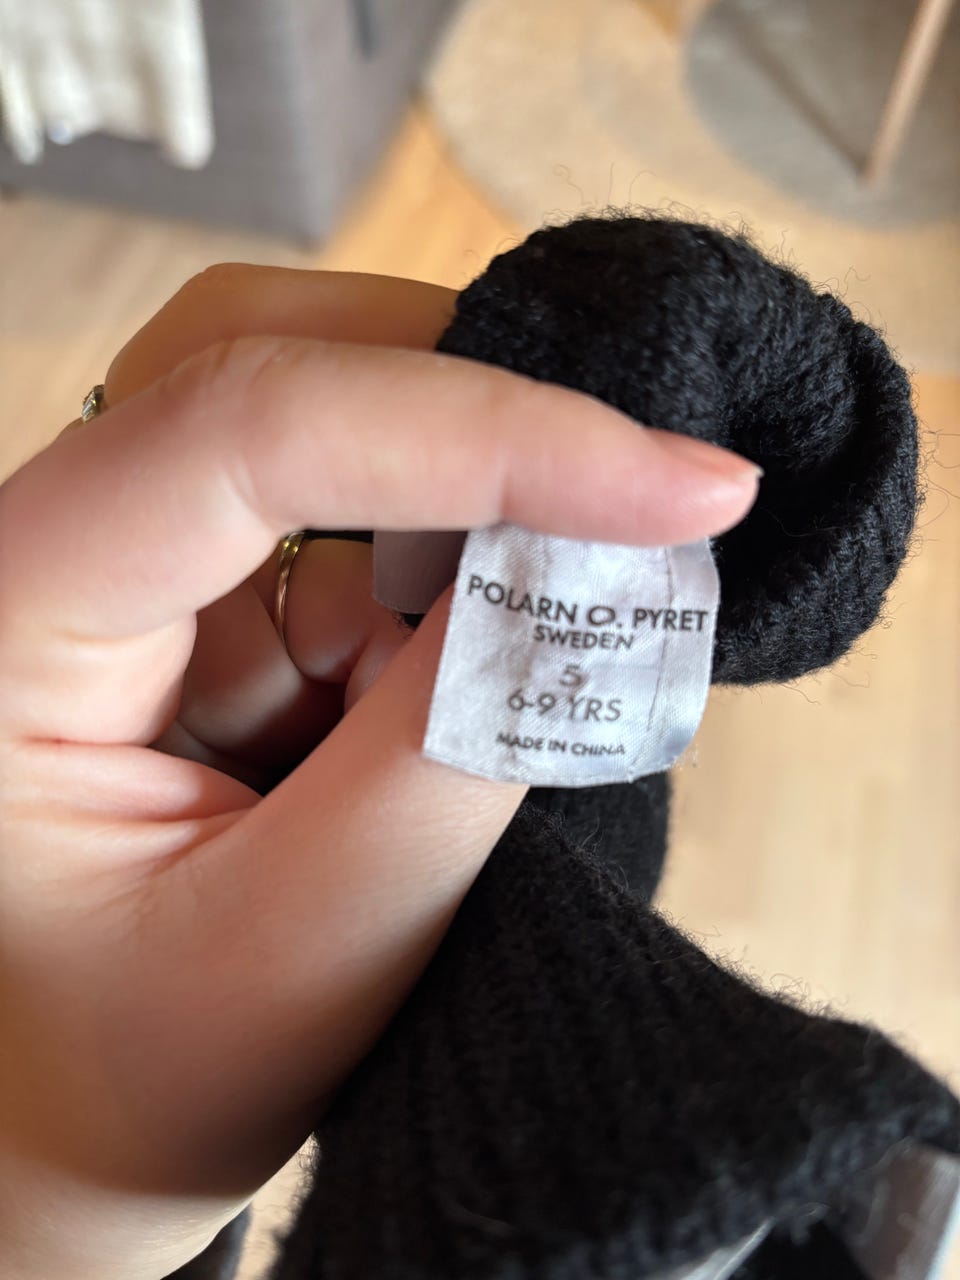 POLARN O. PYRET
SWEDEN
5
6-9 YRS
MADE IN CHINA